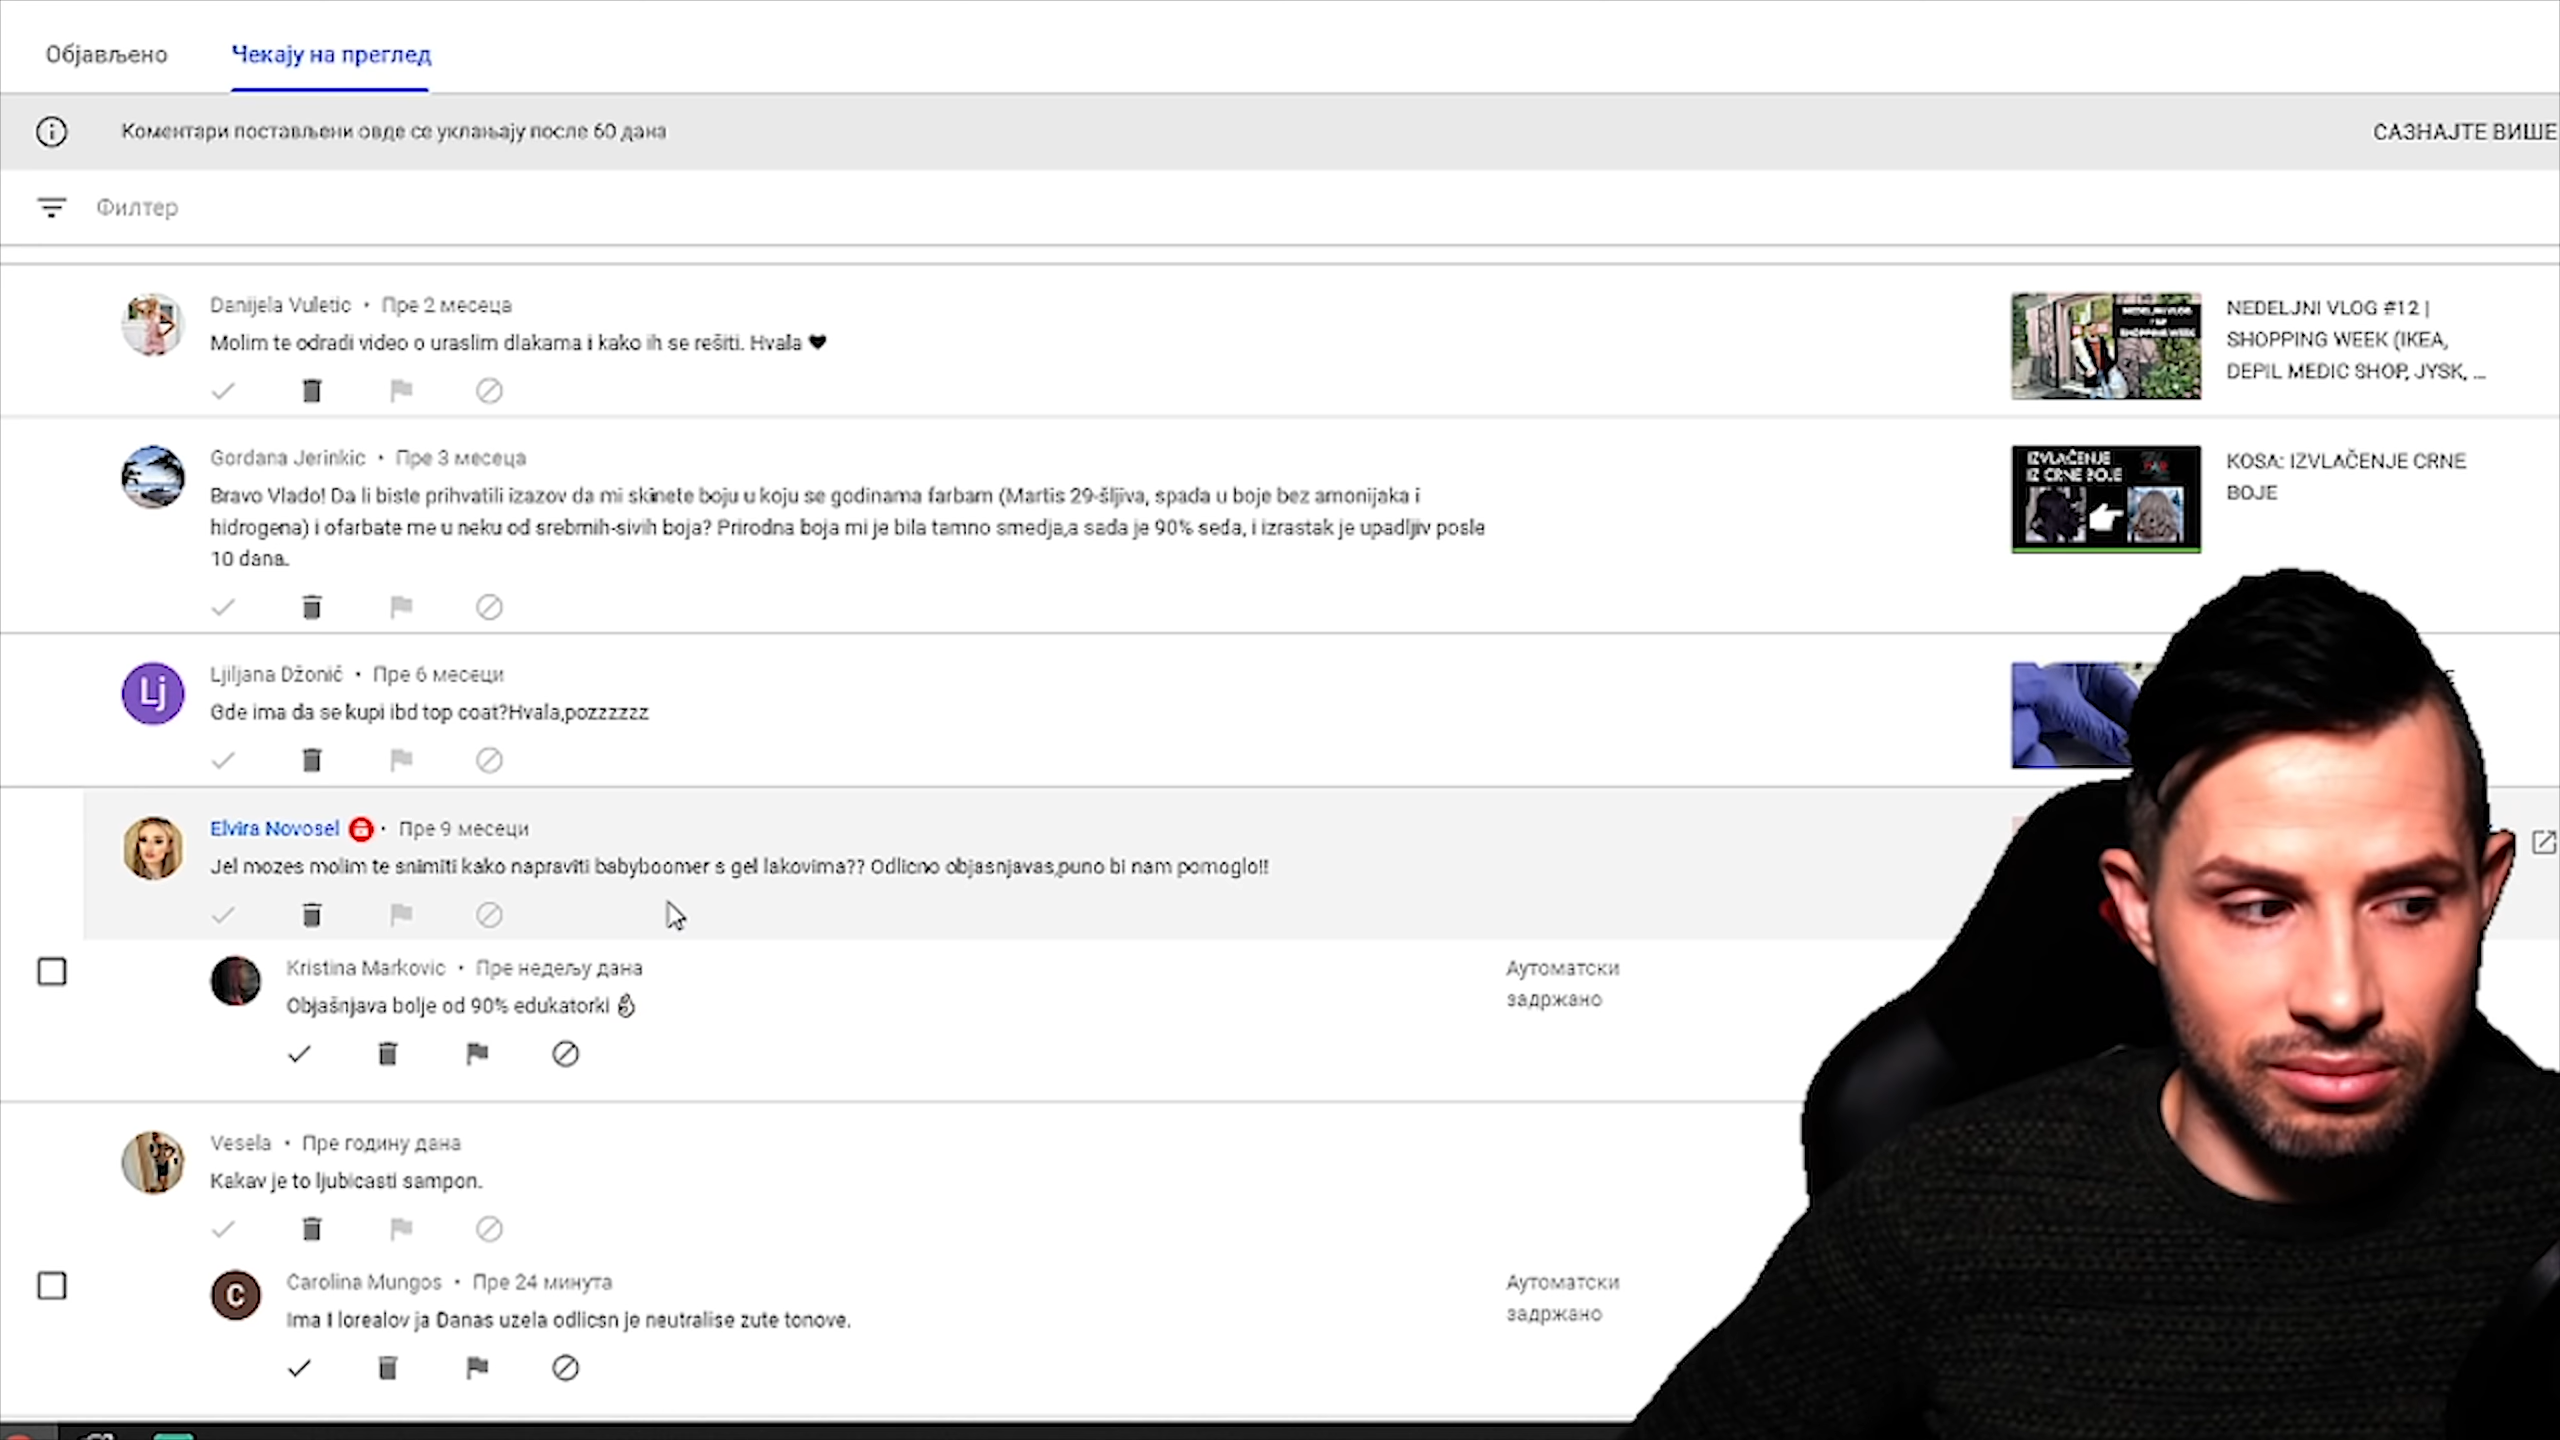 Објављено
Чекају на преглед
Коментари постављени овде се уклањају после 60 дана
САЗНАЈТЕ ВИШЕ
Филтер
Danijela Vuletic • Пре 2 месеца
Molim te odradi video o uraslim dlakama i kako ih se rešiti. Hvala ♥
NEDELJNI VLOG #12 |
SHOPPING WEEK (IKEA,
DEPIL MEDIC SHOP, JYSK, ...
Gordana Jerinkic • Пре 3 месеца
Bravo Vlado! Da li biste prihvatili izazov da mi skinete boju u koju se godinama farbam (Martis 29-šljiva, spada u boje bez amonijaka i
hidrogena) i ofarbate me u neku od srebrnih-sivih boja? Prirodna boja mi je bila tamno smedja,a sada je 90% seda, i izrastak je upadljiv posle
10 dana.
IZVLAČENJE
IZ CRNE BOJE
KOSA: IZVLAČENJE CRNE
BOJE
Ljiljana Džonić • Пре 6 месеци
Gde ima da se kupi ibd top coat?Hvala,pozzzzzz
Lj
Elvira Novosel • Пре 9 месеци
Jel mozes molim te snimiti kako napraviti babyboomer s gel lakovima?? Odlicno objasnjavas,puno bi nam pomoglo!!
Kristina Markovic • Пре недељу дана
Objašnjava bolje od 90% edukatorki 👌
Аутоматски
задржано
Vesela • Пре годину дана
Kakav je to ljubicasti sampon.
C
Carolina Mungos • Пре 24 минута
Ima I lorealov ja Danas uzela odlicsn je neutralise zute tonove.
Аутоматски
задржано